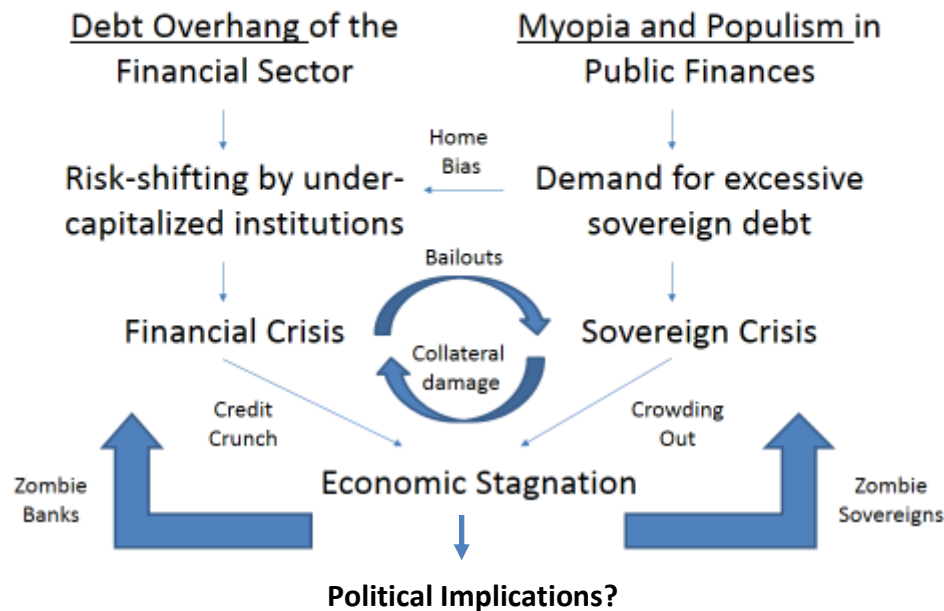 Debt Overhang of the
Financial Sector
Myopia and Populism in
Public Finances
Home
Bias
Risk-shifting by under-
capitalized institutions
Demand for excessive
sovereign debt
Bailouts
Financial Crisis
Sovereign Crisis
Collateral
damage
Credit
Crunch
Crowding
Out
Economic Stagnation
Zombie
Banks
Zombie
Sovereigns
Political Implications?